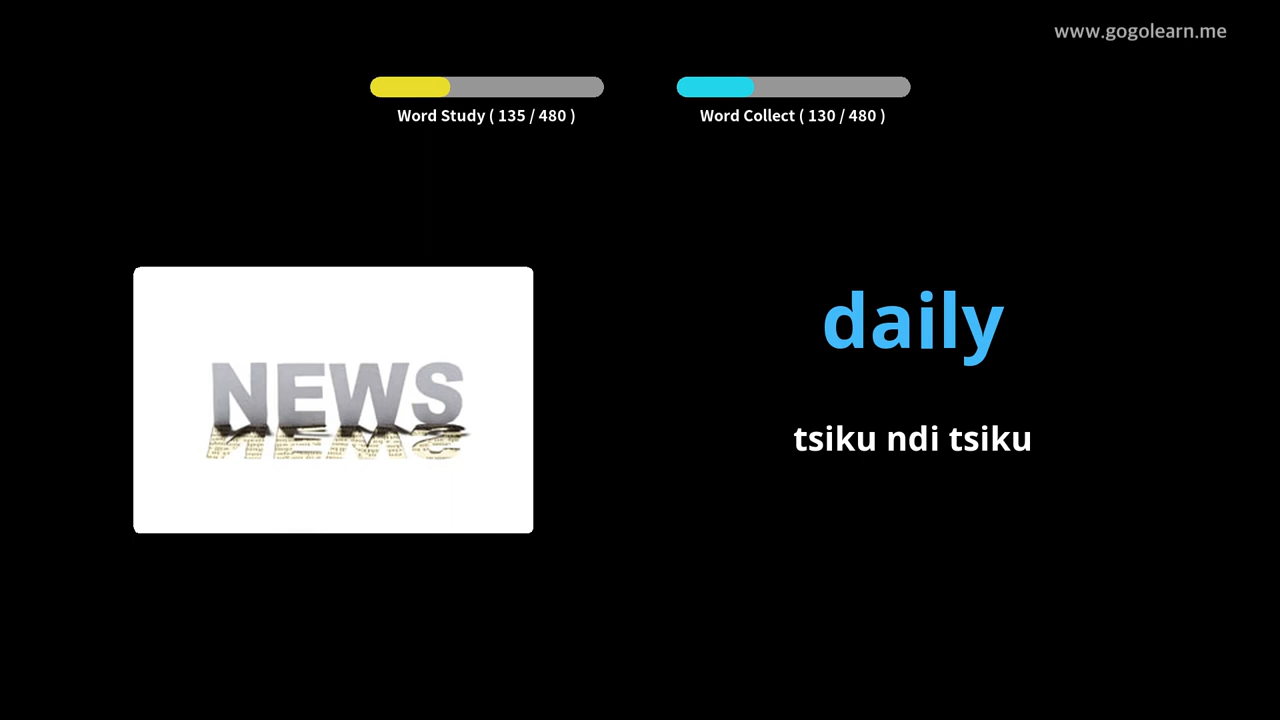 www.gogolearn.me
Word Study ( 135 / 480 )
Word Collect ( 130 / 480 )
NEWS
daily
tsiku ndi tsiku